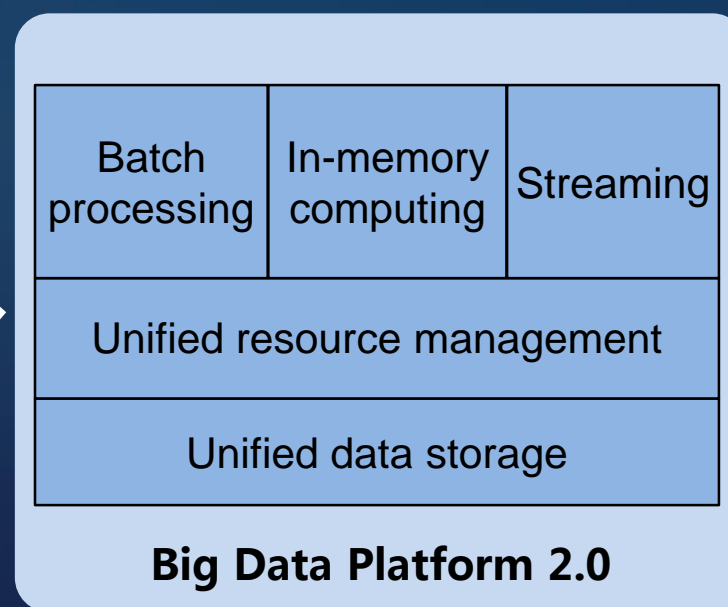 Batch
processing
In-memory
computing
Streaming
Unified resource management
Unified data storage
Big Data Platform 2.0